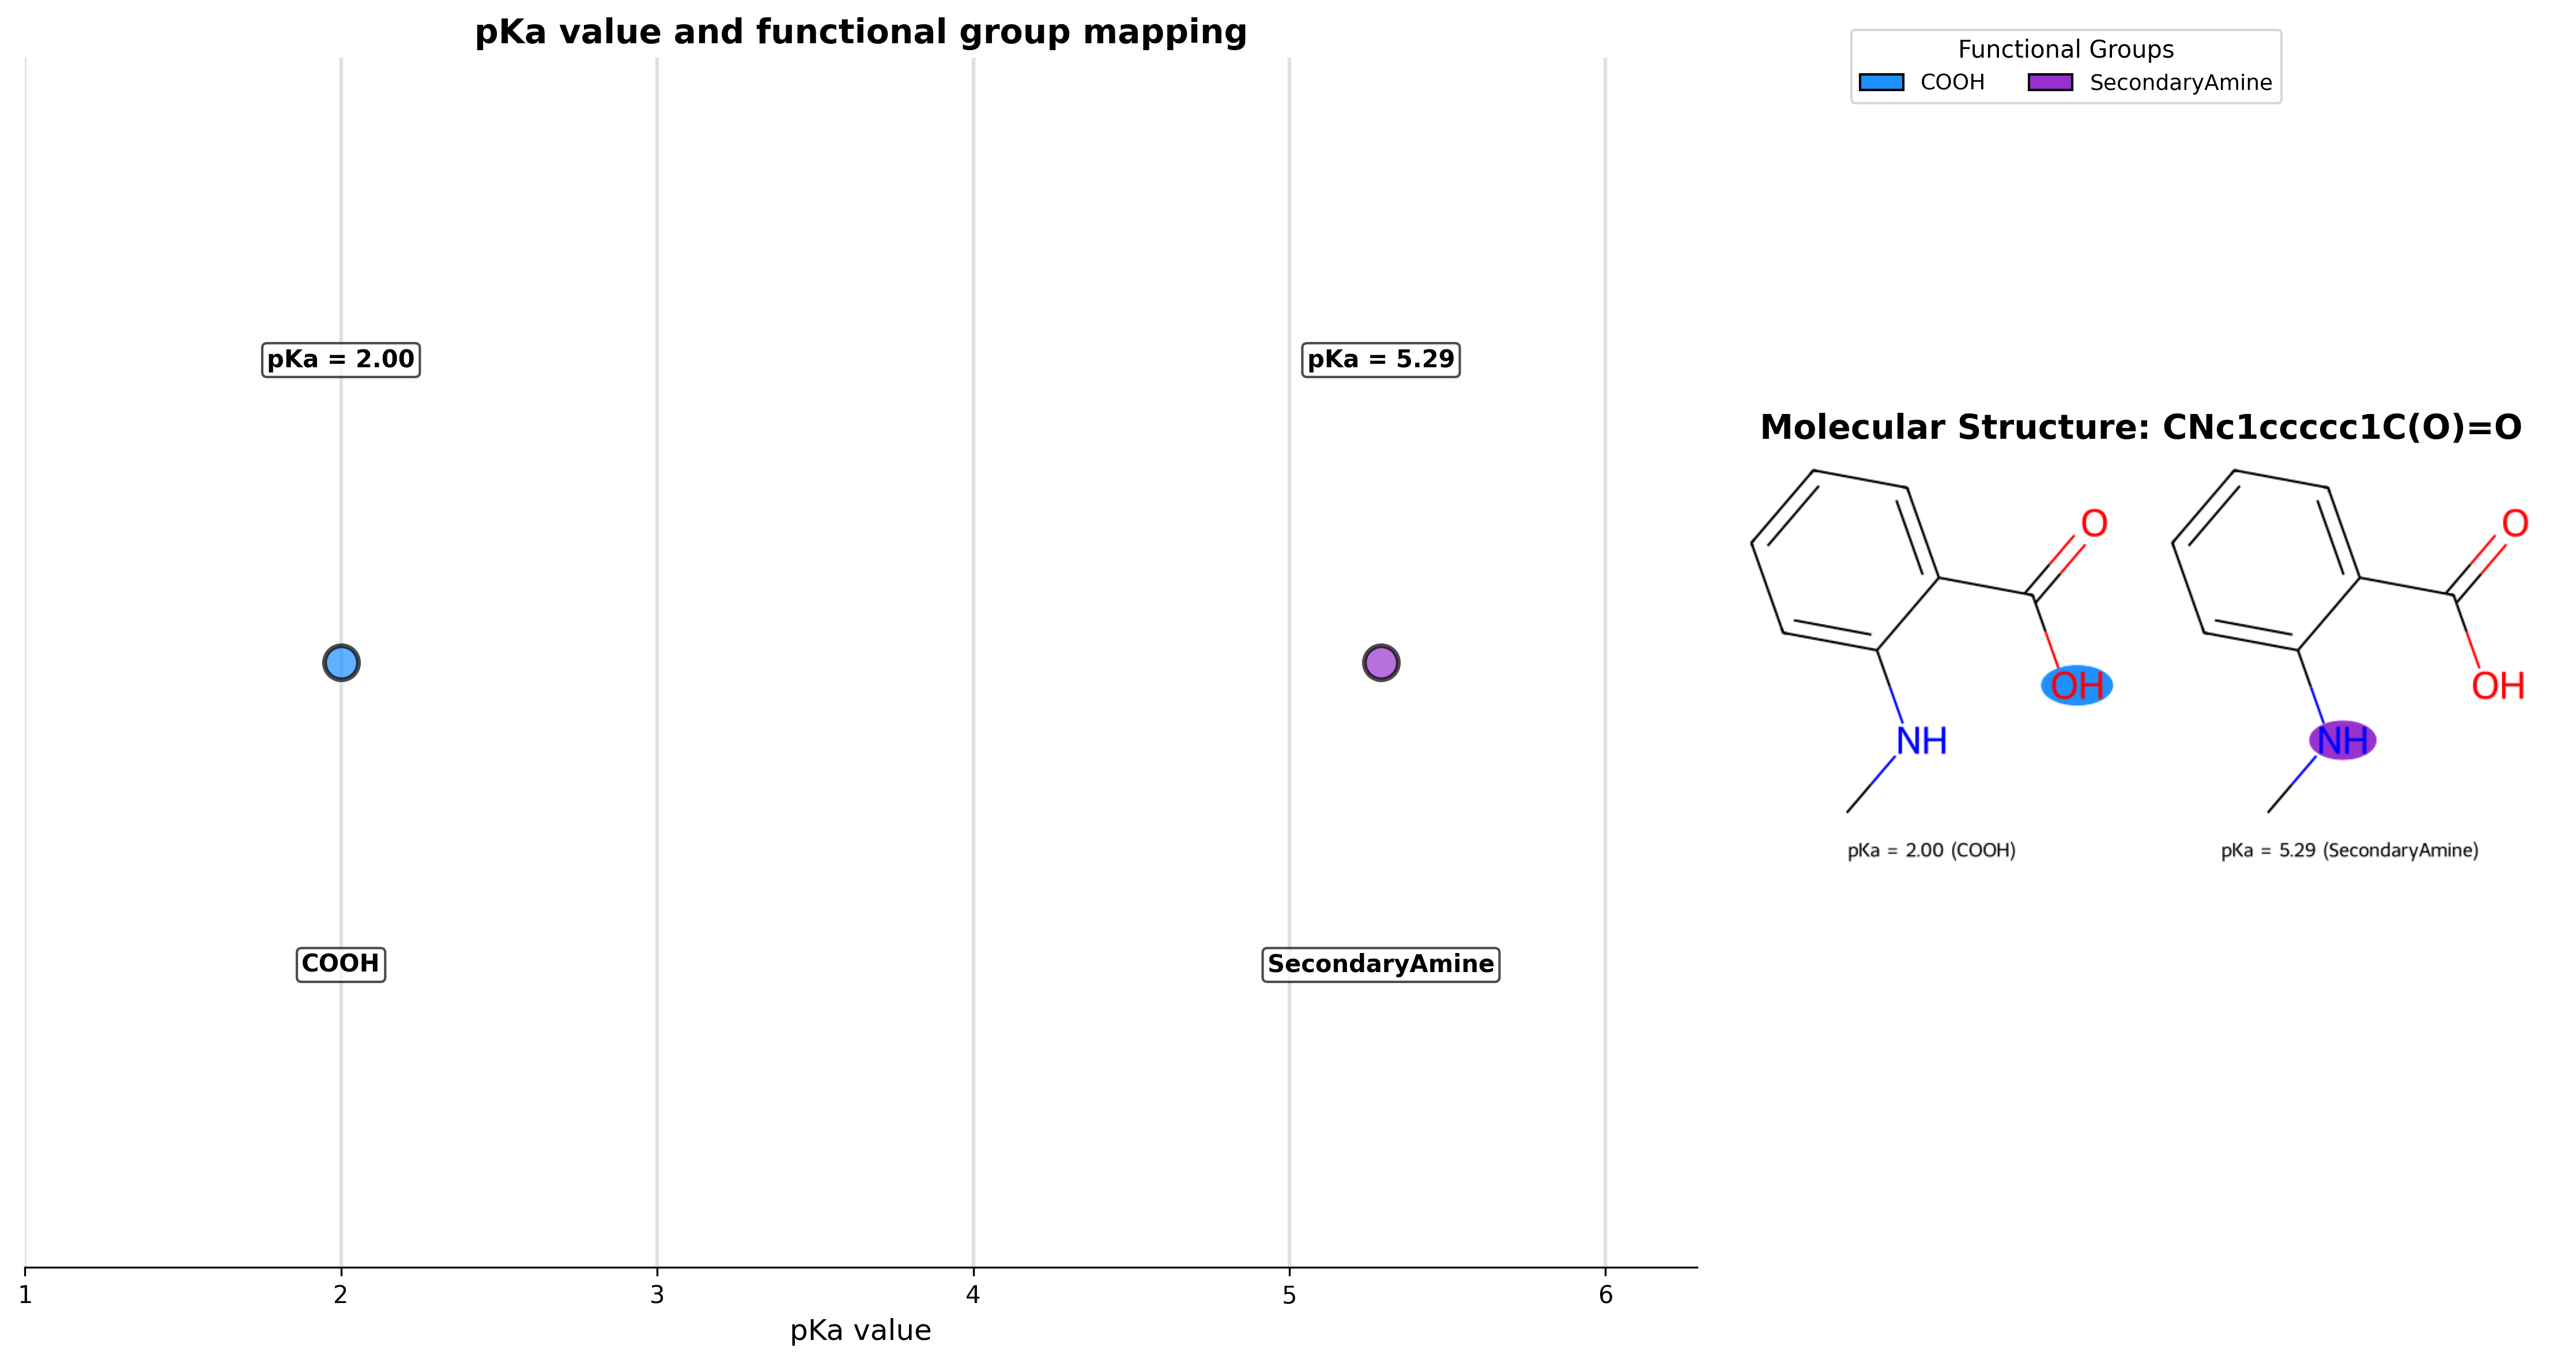 pKa value and functional group mapping
pKa = 2.00
pKa = 5.29
COOH
SecondaryAmine
1
2
3
4
5
6
pKa value
Functional Groups
COOH
SecondaryAmine
Molecular Structure: CNc1ccccc1C(O)=O
O
OH
NH
pKa = 2.00 (COOH)
O
OH
NH
pKa = 5.29 (SecondaryAmine)